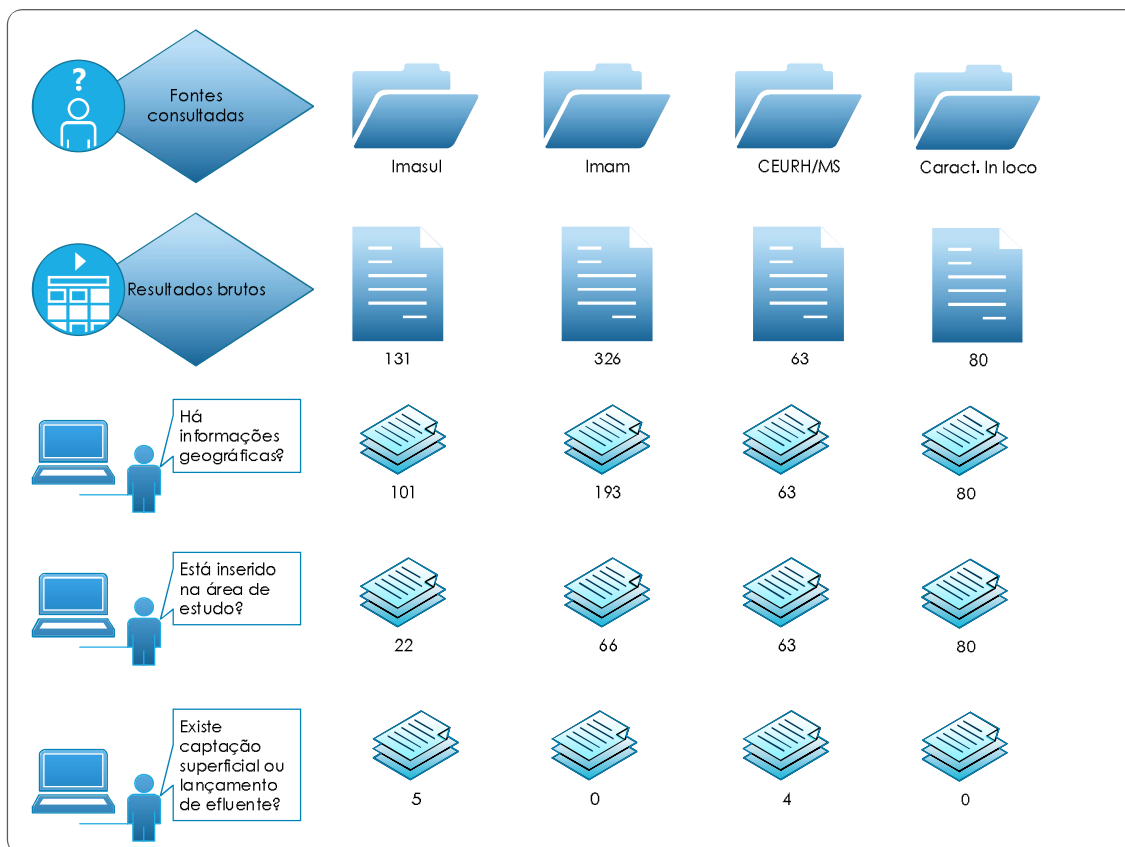 ?
Fontes
consultadas
Imasul
Imam
CEURH/MS
Caract. In loco
Resultados brutos
131
326
63
80
Há
informações
geográficas?
101
193
63
80
Está inserido
na área de
estudo?
22
66
63
80
Existe
captação
superficial ou
lançamento
de efluente?
5
0
4
0